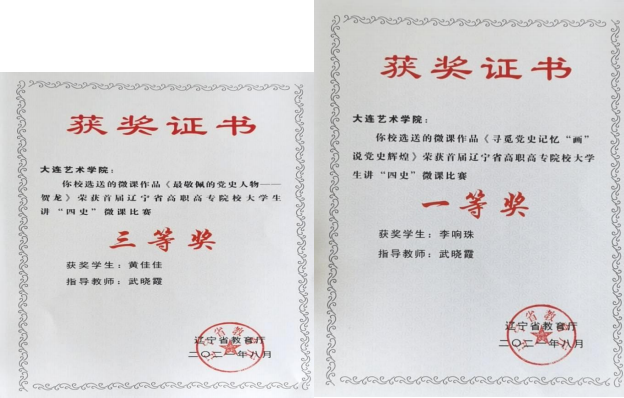 获奖证书
大连艺术学院：
你校选送的微课作品《最敬佩的党史人物——
贺龙》荣获首届辽宁省高职高专院校大学生
讲“四史”微课比赛
三等奖
获奖学生：黄佳佳
指导教师：武晓霞
辽宁省教育厅
二〇二一年八月
获奖证书
大连艺术学院：
你校选送的微课作品《寻觅党史记忆“画”
说党史辉煌》荣获首届辽宁省高职高专院校大学
生讲“四史”微课比赛
一等奖
获奖学生：李响珠
指导教师：武晓霞
辽宁省教育厅
二〇二一年八月